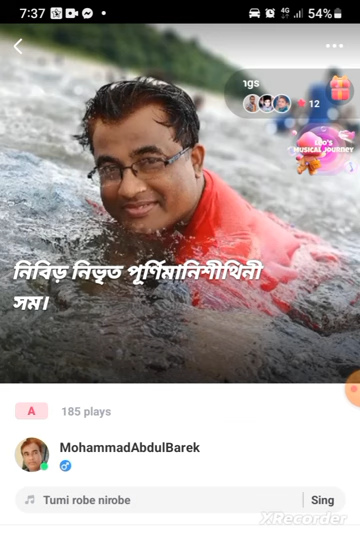 7:37
4G
54%
ngs
12
Leo's
MUSICAL JOURNEY
নিবিড় নিভৃত পূর্ণিমানিশীথিনী
সম।
A 185 plays
MohammadAbdulBarek
Tumi robe nirobe
Sing
XRecorder